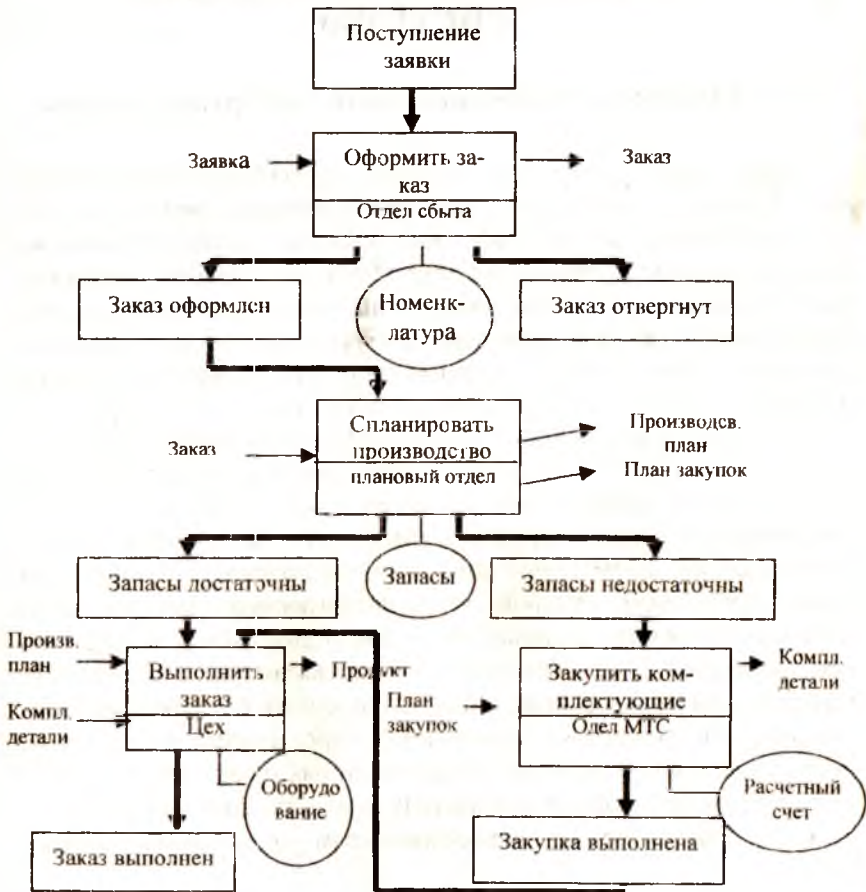 Поступление
заявки
Заявка
Оформить за-
каз
Отдел сбыта
Заказ
Заказ оформлен
Номенк-
латура
Заказ отвергнут
Заказ
Спланировать
производство
плановый отдел
Производсв.
план
План закупок
Запасы достаточны
Запасы
Запасы недостаточны
Произв.
план
Компл.
детали
Выполнить
заказ
Цех
Продукт
План
закупок
Закупить ком-
плектующие
Одел МТС
Компл.
детали
Оборудо
вание
Расчетный
счет
Заказ выполнен
Закупка выполнена